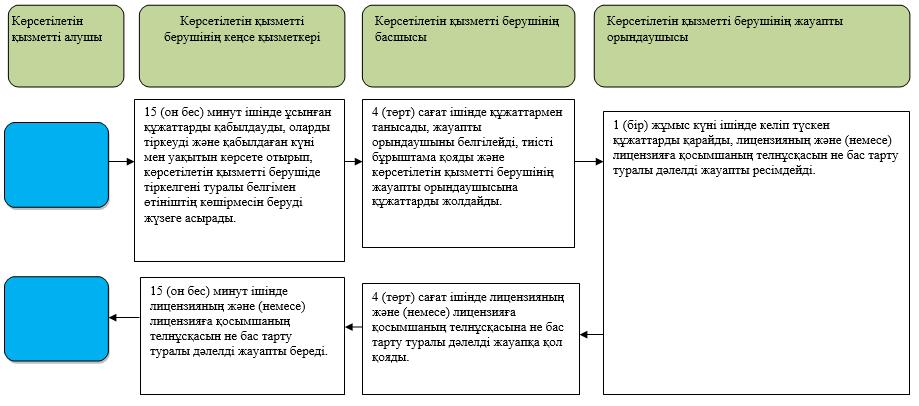 Көрсетілетін
қызметті алушы
Көрсетілетін қызметті
берушінің кеңсе қызметкері
Көрсетілетін қызметті берушінің
басшысы
Көрсетілетін қызметті берушінің жауапты
орындаушысы
15 (он бес) минут ішінде ұсынған
құжаттарды қабылдауды, оларды
тіркеуді және қабылдаған күні
мен уақытын көрсете отырып,
көрсетілетін қызметті берушіде
тіркелгені туралы белгімен
өтініштің көшірмесін беруді
жүзеге асырады.
4 (төрт) сағат ішінде құжаттармен
танысады, жауапты
орындаушыны белгілейді, тиісті
бұрыштама қояды және
көрсетілетін қызметті берушінің
жауапты орындаушысына
құжаттарды жолдайды.
1 (бір) жұмыс күні ішінде келіп түскен
құжаттарды қарайды, лицензияның және (немесе)
лицензияға қосымшаның телнұсқасын не бас тарту
туралы дәлелді жауапты ресімдейді.
15 (он бес) минут ішінде
лицензияның және (немесе)
лицензияға қосымшаның
телнұсқасын не бас тарту
туралы дәлелді жауапты береді.
4 (төрт) сағат ішінде лицензияның
және (немесе) лицензияға
қосымшаның телнұсқасына не бас
тарту туралы дәлелді жауапқа қол
қояды.